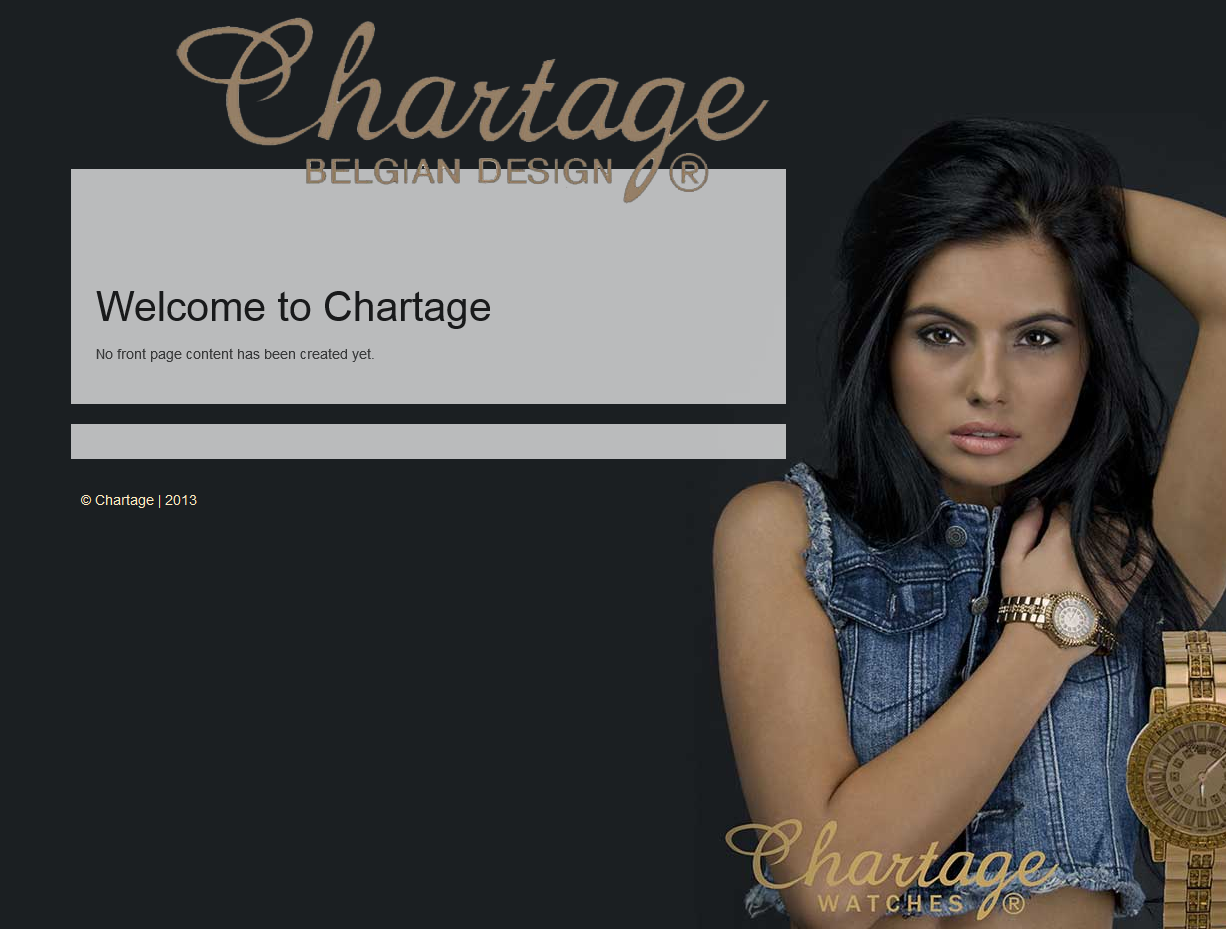 Chartage
BELGIAN DESIGN ®
Welcome to Chartage
No front page content has been created yet.
© Chartage | 2013
Chartage
WATCHES ®